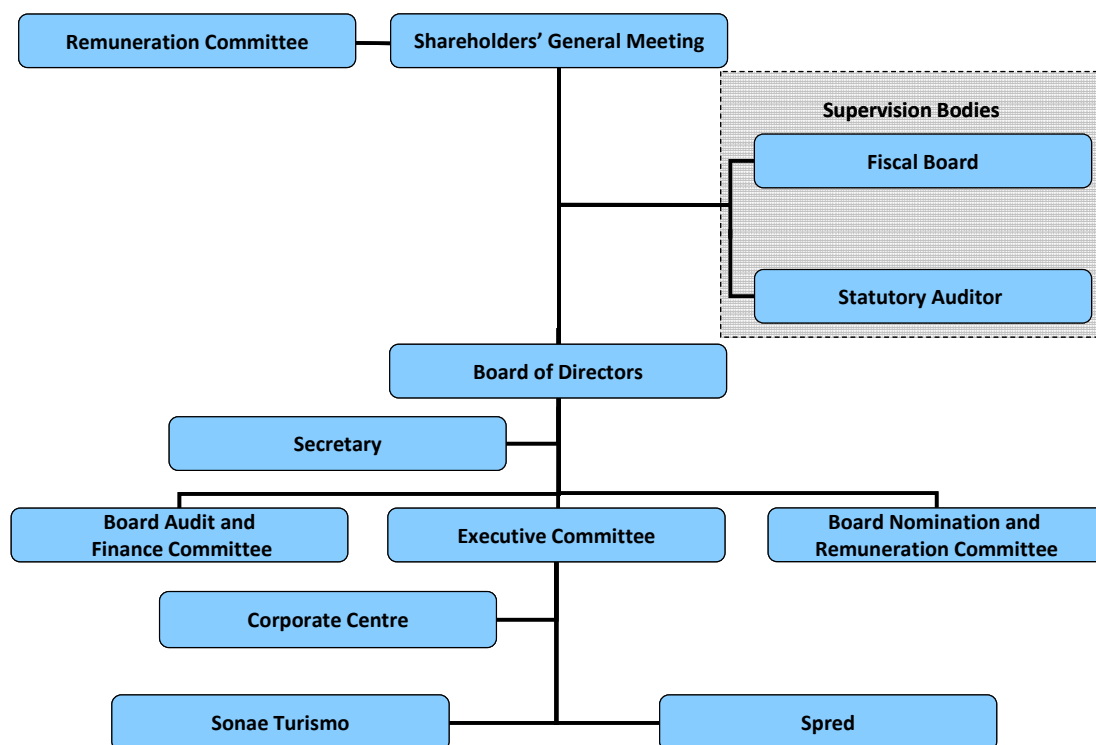 Remuneration Committee
Shareholders’ General Meeting
Supervision Bodies
Fiscal Board
Statutory Auditor
Board of Directors
Secretary
Board Audit and
Finance Committee
Executive Committee
Board Nomination and
Remuneration Committee
Corporate Centre
Sonae Turismo
Spred